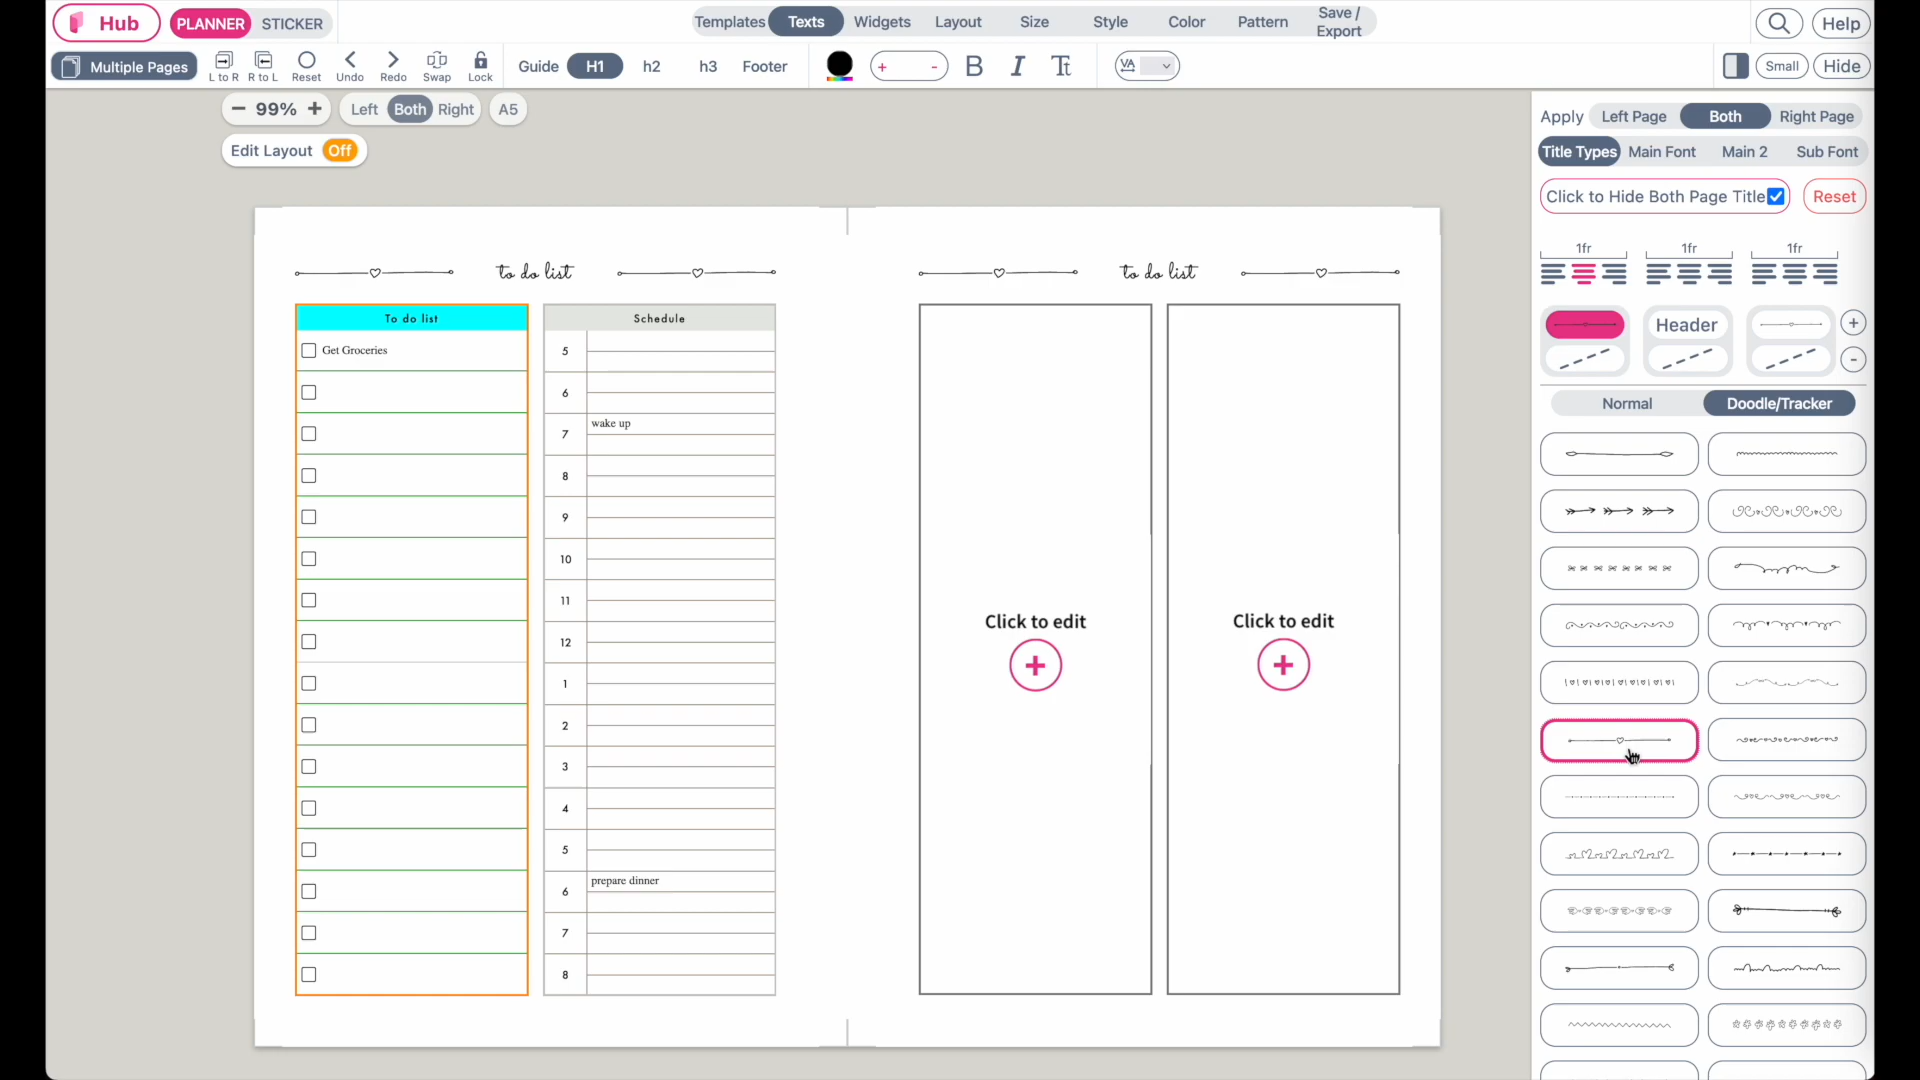 Hub
PLANNER
STICKER
Templates
Texts
Widgets
Layout
Size
Style
Color
Pattern
Save /
Export
Help
Multiple Pages
L to R
R to L
Reset
Undo
Redo
Swap
Lock
Guide
H1
h2
h3
Footer
+
-
B
I
Tt
VA
Small
Hide
− 99% +
Left
Both
Right
A5
Edit Layout
Off
Apply
Left Page
Both
Right Page
Title Types
Main Font
Main 2
Sub Font
Click to Hide Both Page Title
Reset
1fr
1fr
1fr
Header
+
-
Normal
Doodle/Tracker
to do list
to do list
To do list
Get Groceries
Schedule
5
6
7
wake up
8
9
10
11
12
1
2
3
4
5
6
prepare dinner
7
8
Click to edit
+
Click to edit
+